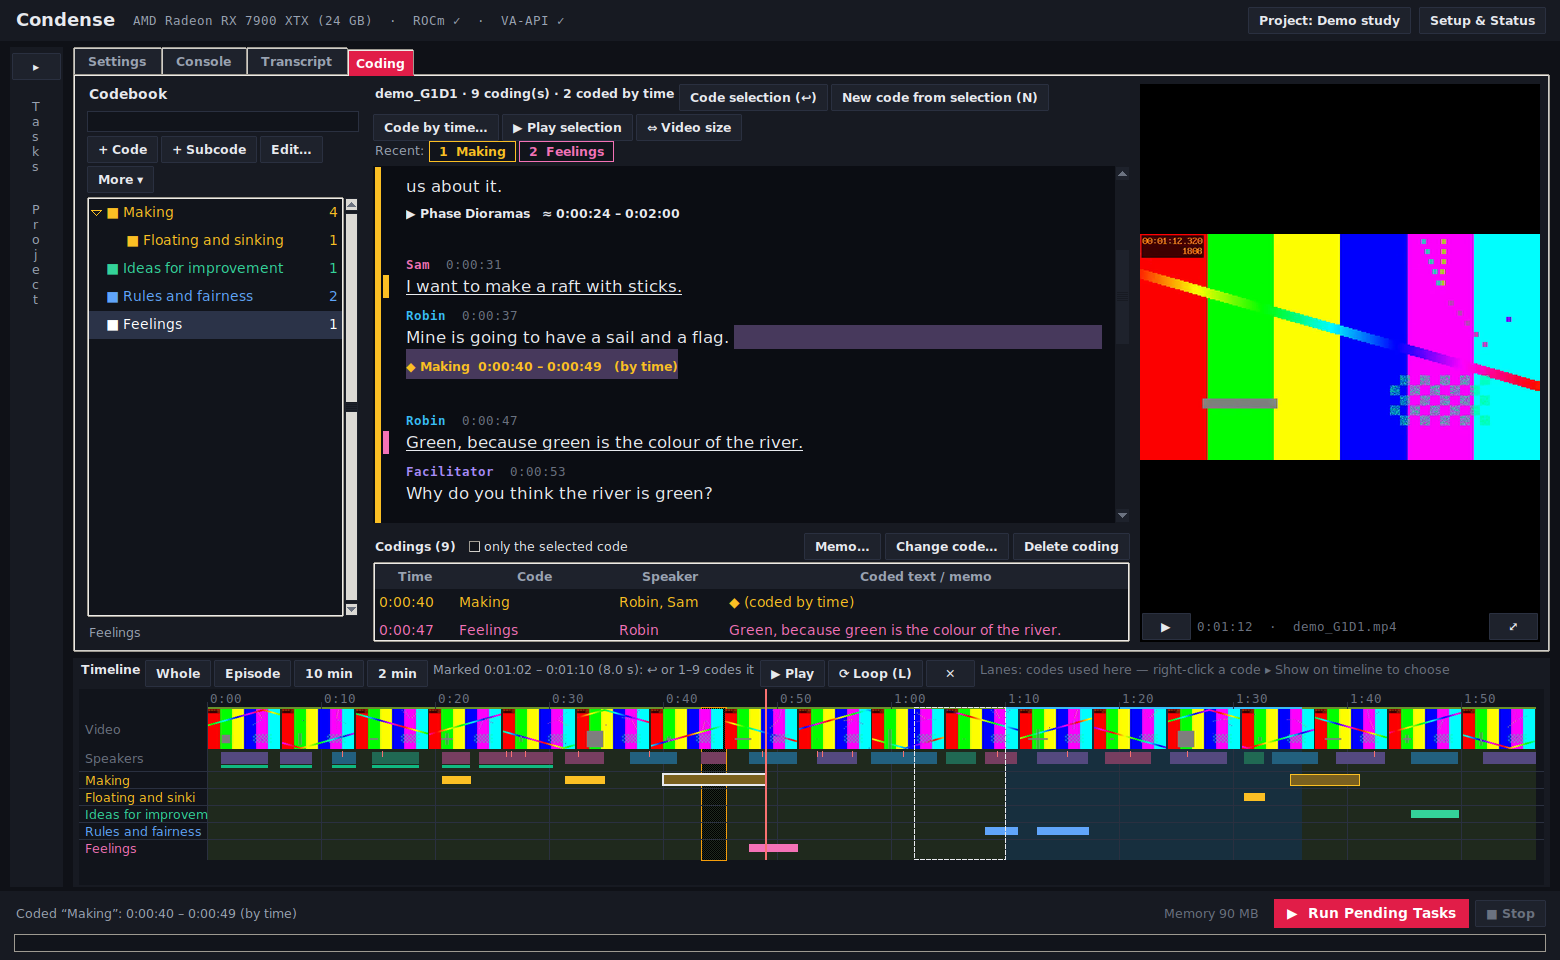 Condense AMD Radeon RX 7900 XTX (24 GB) · ROCm ✓ · VA-API ✓ Project: Demo study Setup & Status
▸
Tasks
Project
Settings Console Transcript Coding
Codebook
+ Code + Subcode Edit…
More ▾
▽ Making 4
Floating and sinking 1
Ideas for improvement 1
Rules and fairness 2
Feelings 1
Feelings
demo_G1D1 · 9 coding(s) · 2 coded by time Code selection (↩) New code from selection (N)
Code by time… ▶ Play selection ⇔ Video size
Recent: 1 Making 2 Feelings
us about it.
▶ Phase Dioramas ≈ 0:00:24 – 0:02:00
Sam 0:00:31
I want to make a raft with sticks.
Robin 0:00:37
Mine is going to have a sail and a flag.
◆ Making 0:00:40 – 0:00:49 (by time)
Robin 0:00:47
Green, because green is the colour of the river.
Facilitator 0:00:53
Why do you think the river is green?
Codings (9) only the selected code Memo… Change code… Delete coding
Time Code Speaker Coded text / memo
0:00:40 Making Robin, Sam ◆ (coded by time)
0:00:47 Feelings Robin Green, because green is the colour of the river.
00:01:12.320
1808
▶ 0:01:12 · demo_G1D1.mp4 ⤢
Timeline Whole Episode 10 min 2 min Marked 0:01:02 – 0:01:10 (8.0 s): ↩ or 1–9 codes it ▶ Play ⟳ Loop (L) ✕ Lanes: codes used here — right-click a code ▸ Show on timeline to choose
0:00 0:10 0:20 0:30 0:40 0:50 1:00 1:10 1:20 1:30 1:40 1:50
Video
Speakers
Making
Floating and sinki
Ideas for improvem
Rules and fairness
Feelings
Coded “Making”: 0:00:40 – 0:00:49 (by time) Memory 90 MB ▶ Run Pending Tasks ■ Stop